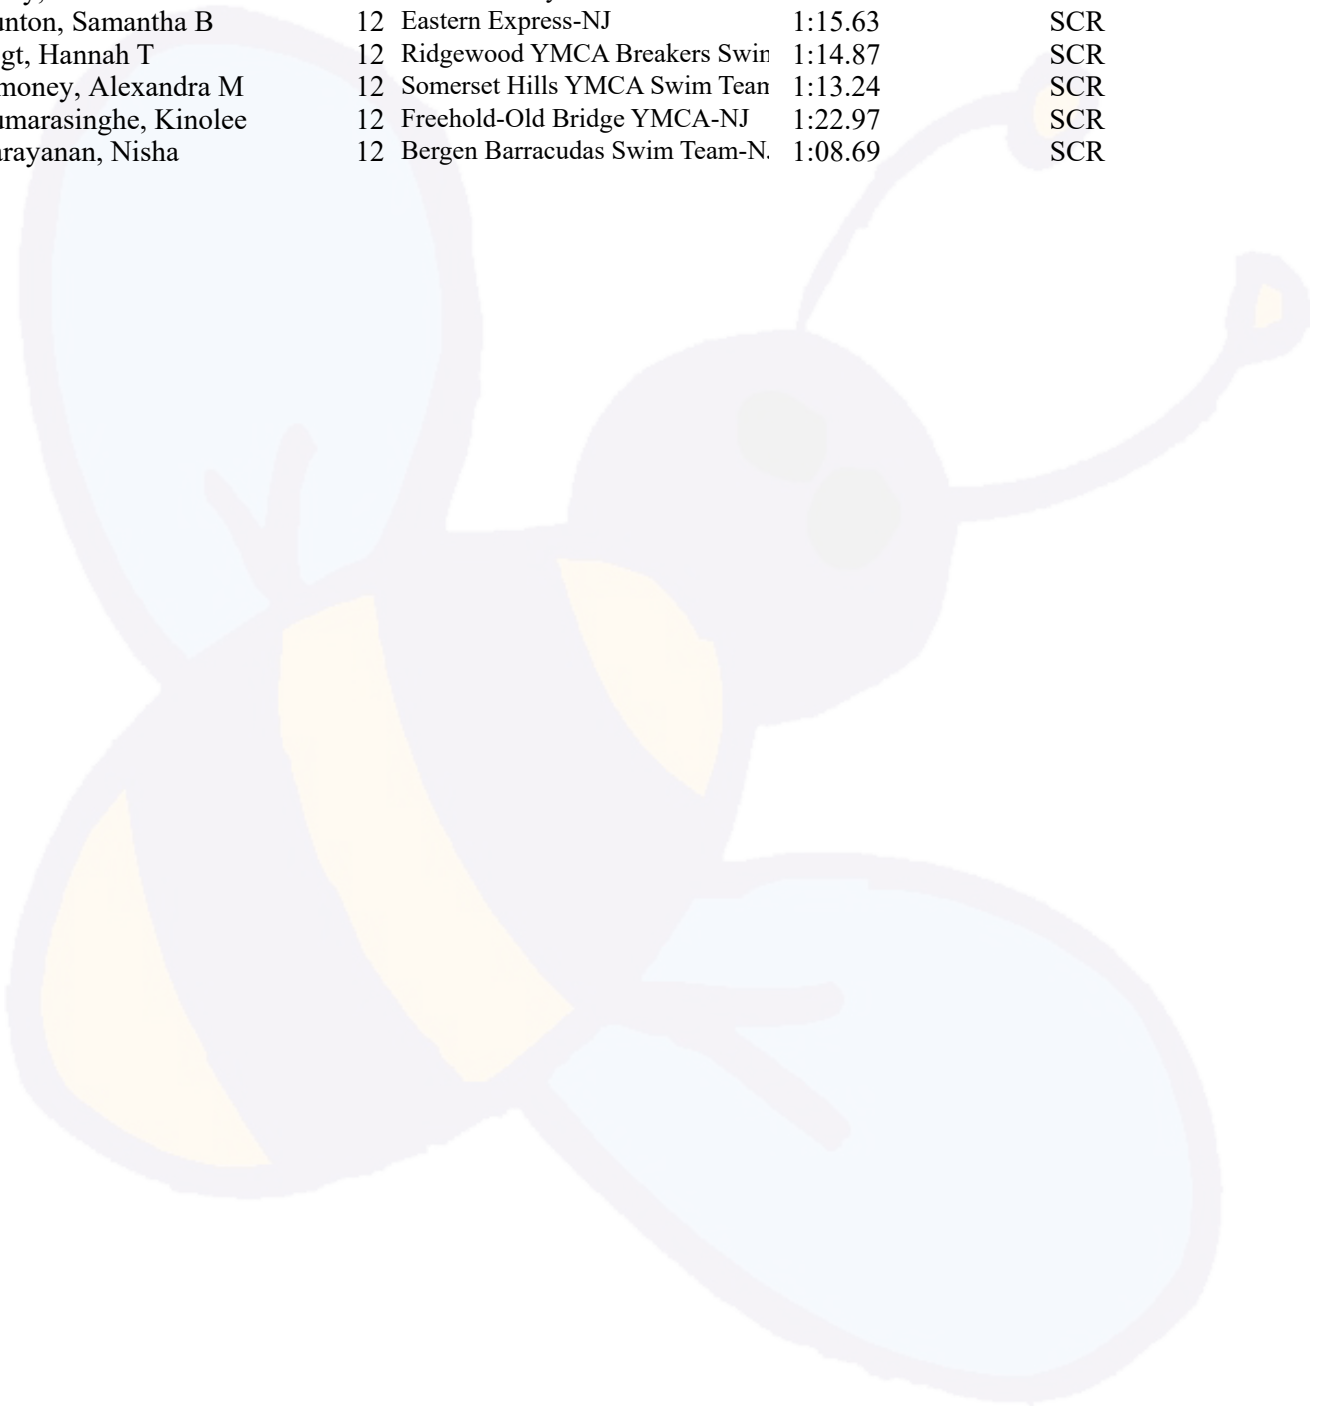 unton, Samantha B 12 Eastern Express-NJ 1:15.63 SCR
gt, Hannah T 12 Ridgewood YMCA Breakers Swin 1:14.87 SCR
money, Alexandra M 12 Somerset Hills YMCA Swim Team 1:13.24 SCR
umarasinghe, Kinolee 12 Freehold-Old Bridge YMCA-NJ 1:22.97 SCR
arayanan, Nisha 12 Bergen Barracudas Swim Team-N. 1:08.69 SCR